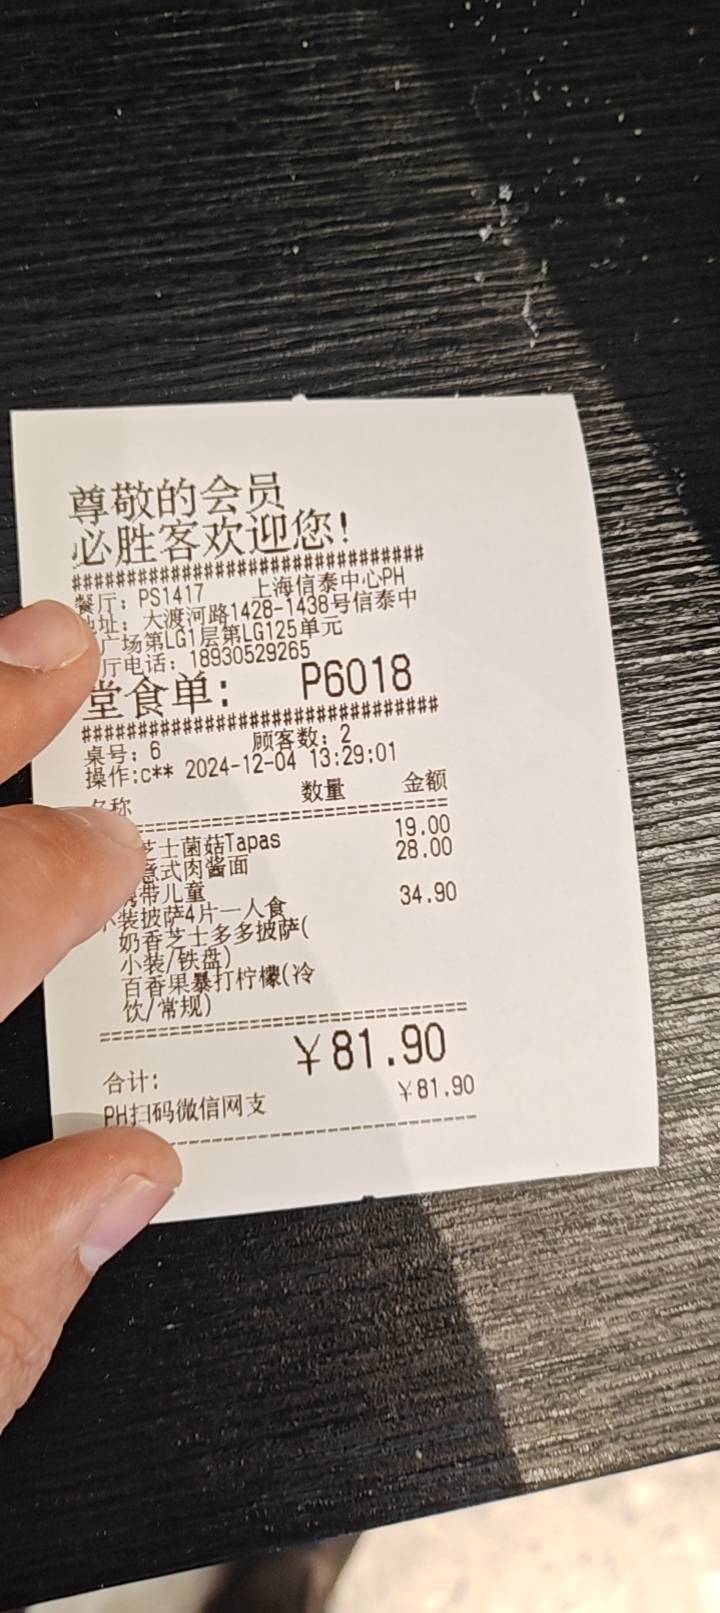 尊敬的会员
必胜客欢迎您!
###############################
餐厅: PS1417 上海信泰中心PH
地址: 大渡河路1428-1438号信泰中
广场第LG1层第LG125单元
厅电话: 18930529265
堂食单: P6018
###############################
桌号: 6 顾客数: 2
操作:c** 2024-12-04 13:29:01
名称 数量 金额
芝士菌菇Tapas 19.00
意式肉酱面 28.00
携带儿童 34.90
小装披萨4片一人食
奶香芝士多多披萨(
小装/铁盘)
百香果暴打柠檬(冷
饮/常规)
合计: ¥81.90
PH扫码微信网支 ¥81.90